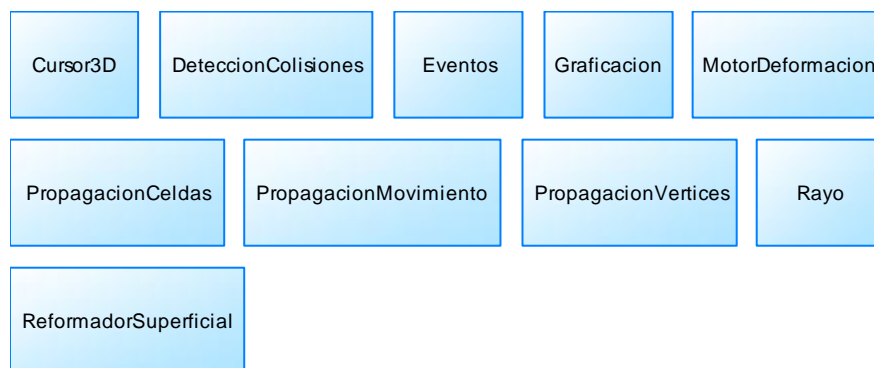 Cursor3D
DeteccionColisiones
Eventos
Graficacion
MotorDeformacion
PropagacionCeldas
PropagacionMovimiento
PropagacionVertices
Rayo
ReformadorSuperficial